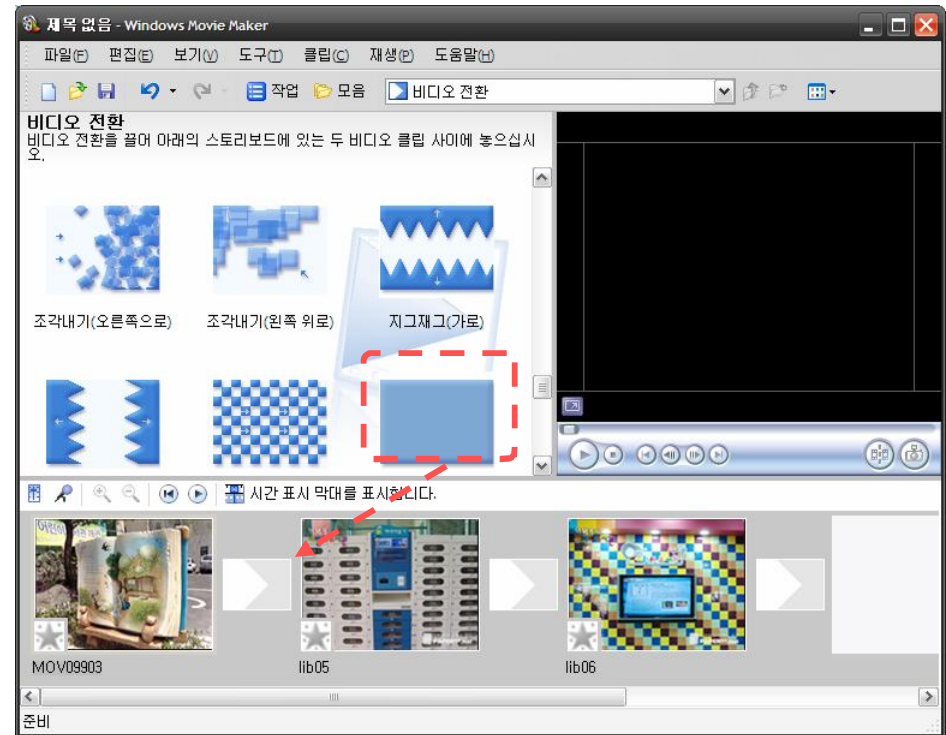 제목 없음 - Windows Movie Maker
파일(F) 편집(E) 보기(V) 도구(T) 클립(C) 재생(P) 도움말(H)
작업 모음 비디오 전환
비디오 전환
비디오 전환을 끌어 아래의 스토리보드에 있는 두 비디오 클립 사이에 놓으십시
오.
조각내기(오른쪽으로) 조각내기(왼쪽 위로) 지그재그(가로)
시간 표시 막대를 표시합니다.
MOV09903 lib05 lib06
준비